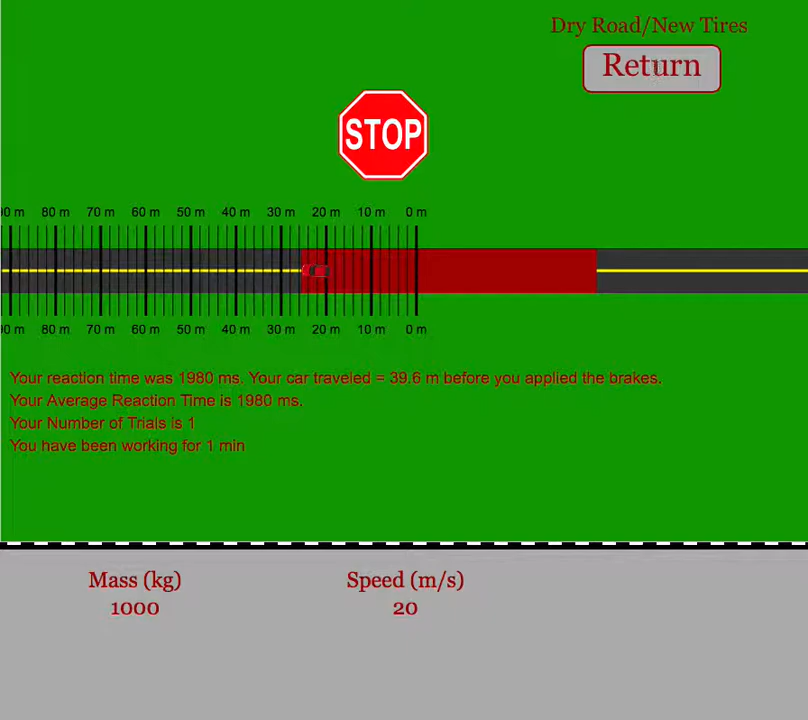 Dry Road/New Tires
Return
STOP
90 m 80 m 70 m 60 m 50 m 40 m 30 m 20 m 10 m 0 m
90 m 80 m 70 m 60 m 50 m 40 m 30 m 20 m 10 m 0 m
Your reaction time was 1980 ms. Your car traveled = 39.6 m before you applied the brakes.
Your Average Reaction Time is 1980 ms.
Your Number of Trials is 1
You have been working for 1 min
Mass (kg) Speed (m/s)
1000 20